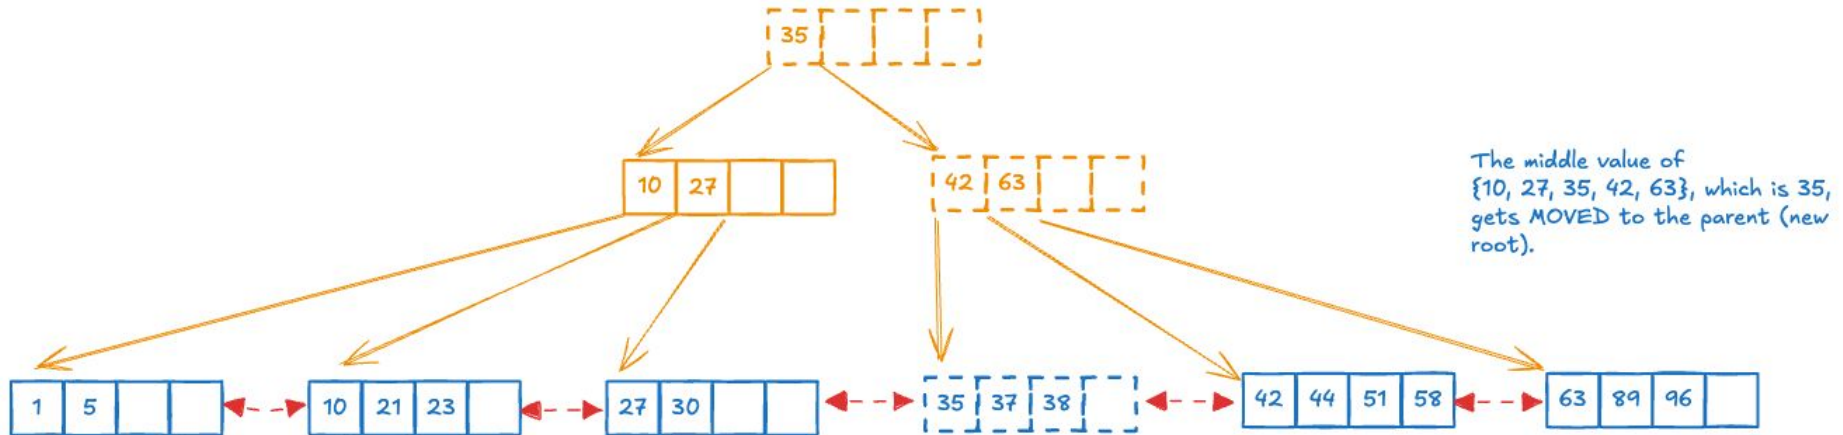 35
10 27
42 63
The middle value of
{10, 27, 35, 42, 63}, which is 35,
gets MOVED to the parent (new
root).
1 5
10 21 23
27 30
35 37 38
42 44 51 58
63 89 96